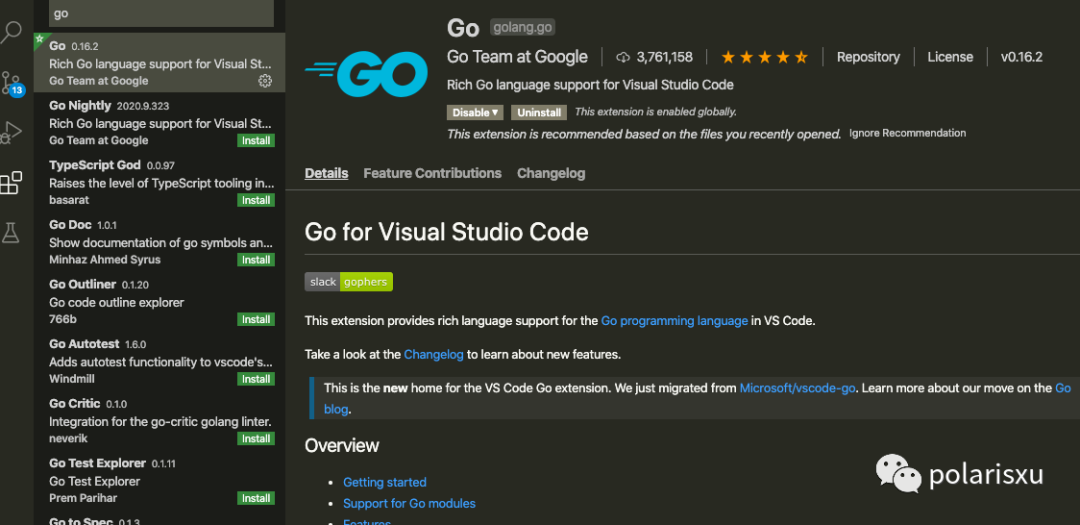 go
13
Go 0.16.2
Rich Go language support for Visual St...
Go Team at Google
Go Nightly 2020.9.323
Rich Go language support for Visual St...
Go Team at Google Install
TypeScript God 0.0.97
Raises the level of TypeScript tooling in...
basarat Install
Go Doc 1.0.1
Show documentation of go symbols an...
Minhaz Ahmed Syrus Install
Go Outliner 0.1.20
Go code outline explorer
766b Install
Go Autotest 1.6.0
Adds autotest functionality to vscode's...
Windmill Install
Go Critic 0.1.0
Integration for the go-critic golang linter.
neverik Install
Go Test Explorer 0.1.11
Go Test Explorer
Prem Parihar Install
Go to Spec 0.1.3
GO
Go golang.go
Go Team at Google 3,761,158 Repository License v0.16.2
Rich Go language support for Visual Studio Code
Disable Uninstall This extension is enabled globally.
This extension is recommended based on the files you recently opened. Ignore Recommendation
Details Feature Contributions Changelog
Go for Visual Studio Code
slack gophers
This extension provides rich language support for the Go programming language in VS Code.
Take a look at the Changelog to learn about new features.
This is the new home for the VS Code Go extension. We just migrated from Microsoft/vscode-go. Learn more about our move on the Go
blog.
Overview
Getting started
Support for Go modules
Features
polarisxu